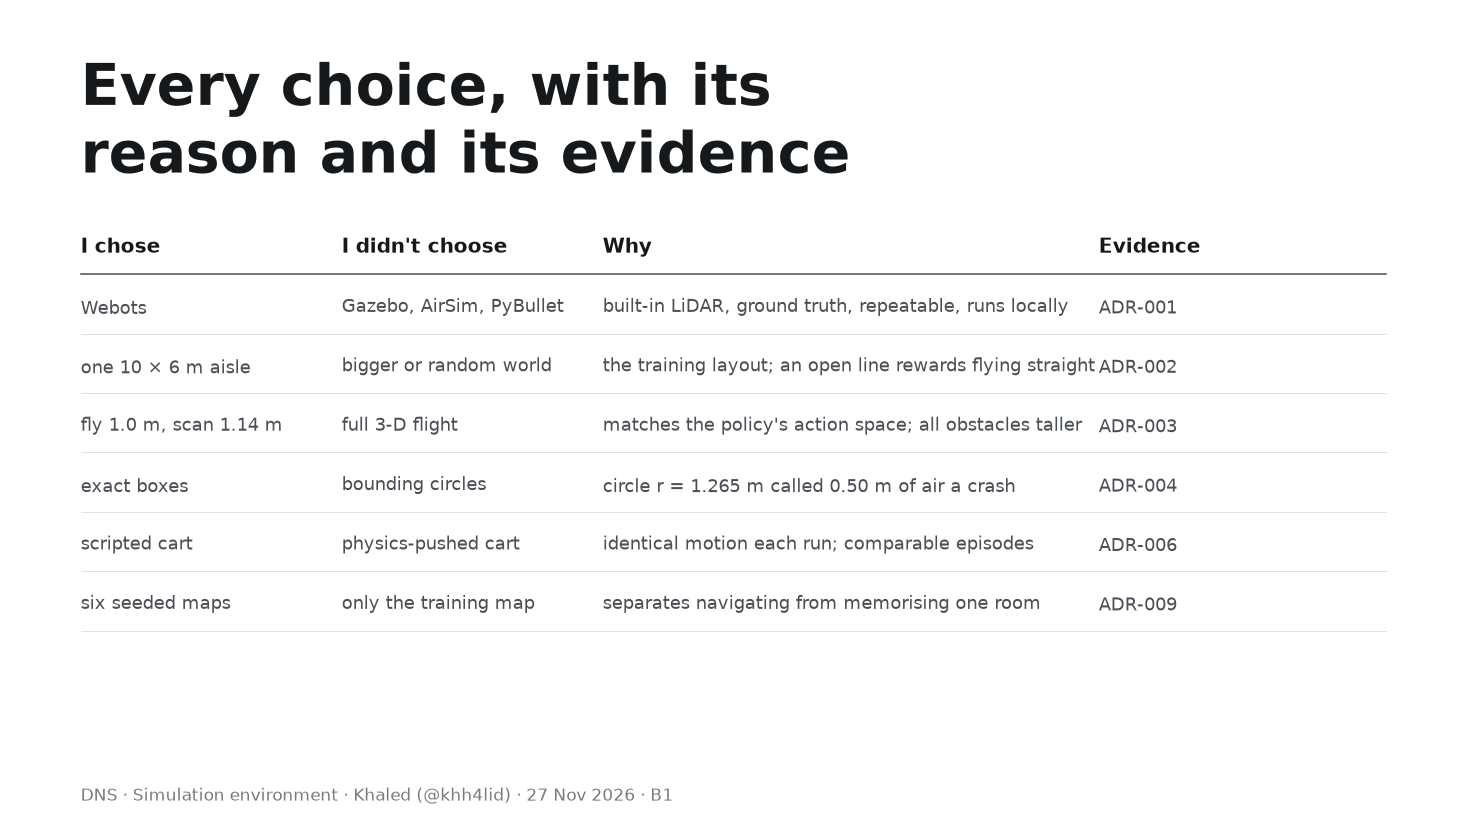 Every choice, with its
reason and its evidence
I chose I didn't choose Why Evidence
Webots Gazebo, AirSim, PyBullet built-in LiDAR, ground truth, repeatable, runs locally ADR-001
one 10 × 6 m aisle bigger or random world the training layout; an open line rewards flying straight ADR-002
fly 1.0 m, scan 1.14 m full 3-D flight matches the policy's action space; all obstacles taller ADR-003
exact boxes bounding circles circle r = 1.265 m called 0.50 m of air a crash ADR-004
scripted cart physics-pushed cart identical motion each run; comparable episodes ADR-006
six seeded maps only the training map separates navigating from memorising one room ADR-009
DNS · Simulation environment · Khaled (@khh4lid) · 27 Nov 2026 · B1